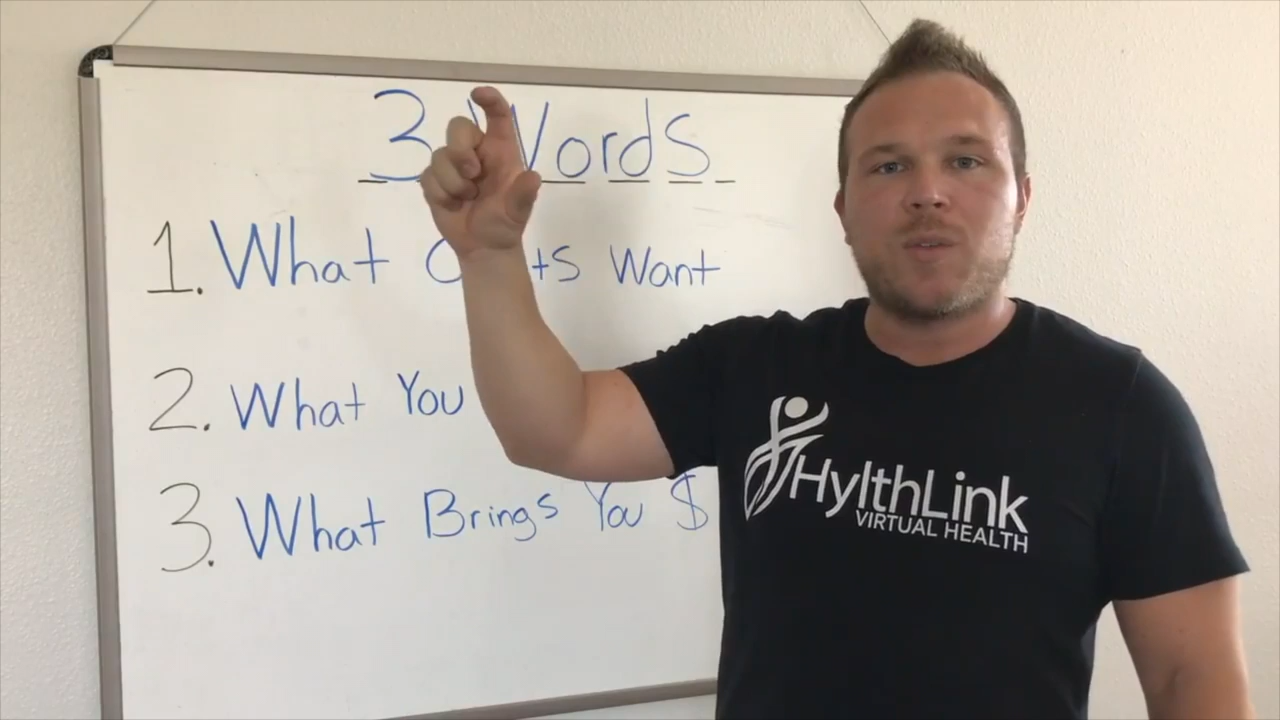 3 Words
1. What Want
2. What You
3. What Brings You $
HylthLink
VIRTUAL HEALTH